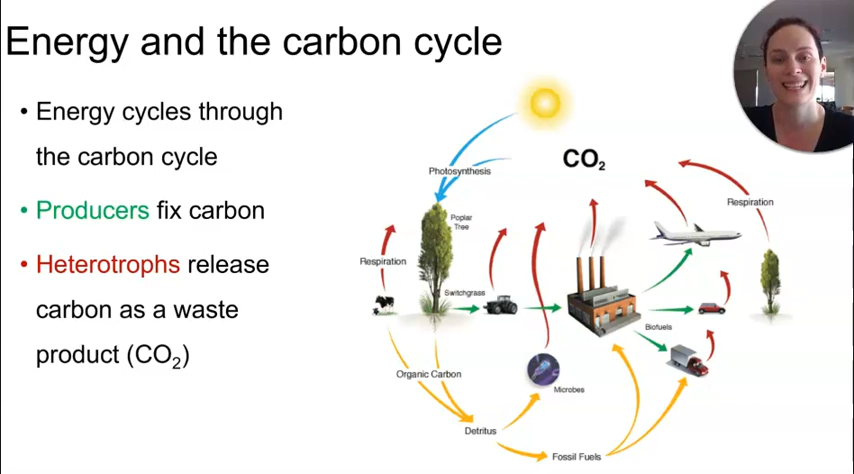 Energy and the carbon cycle
• Energy cycles through
the carbon cycle
• Producers fix carbon
• Heterotrophs release
carbon as a waste
product (CO₂)
CO₂
Photosynthesis
Respiration
Poplar
Tree
Respiration
Switchgrass
Biofuels
Organic Carbon
Microbes
Detritus
Fossil Fuels